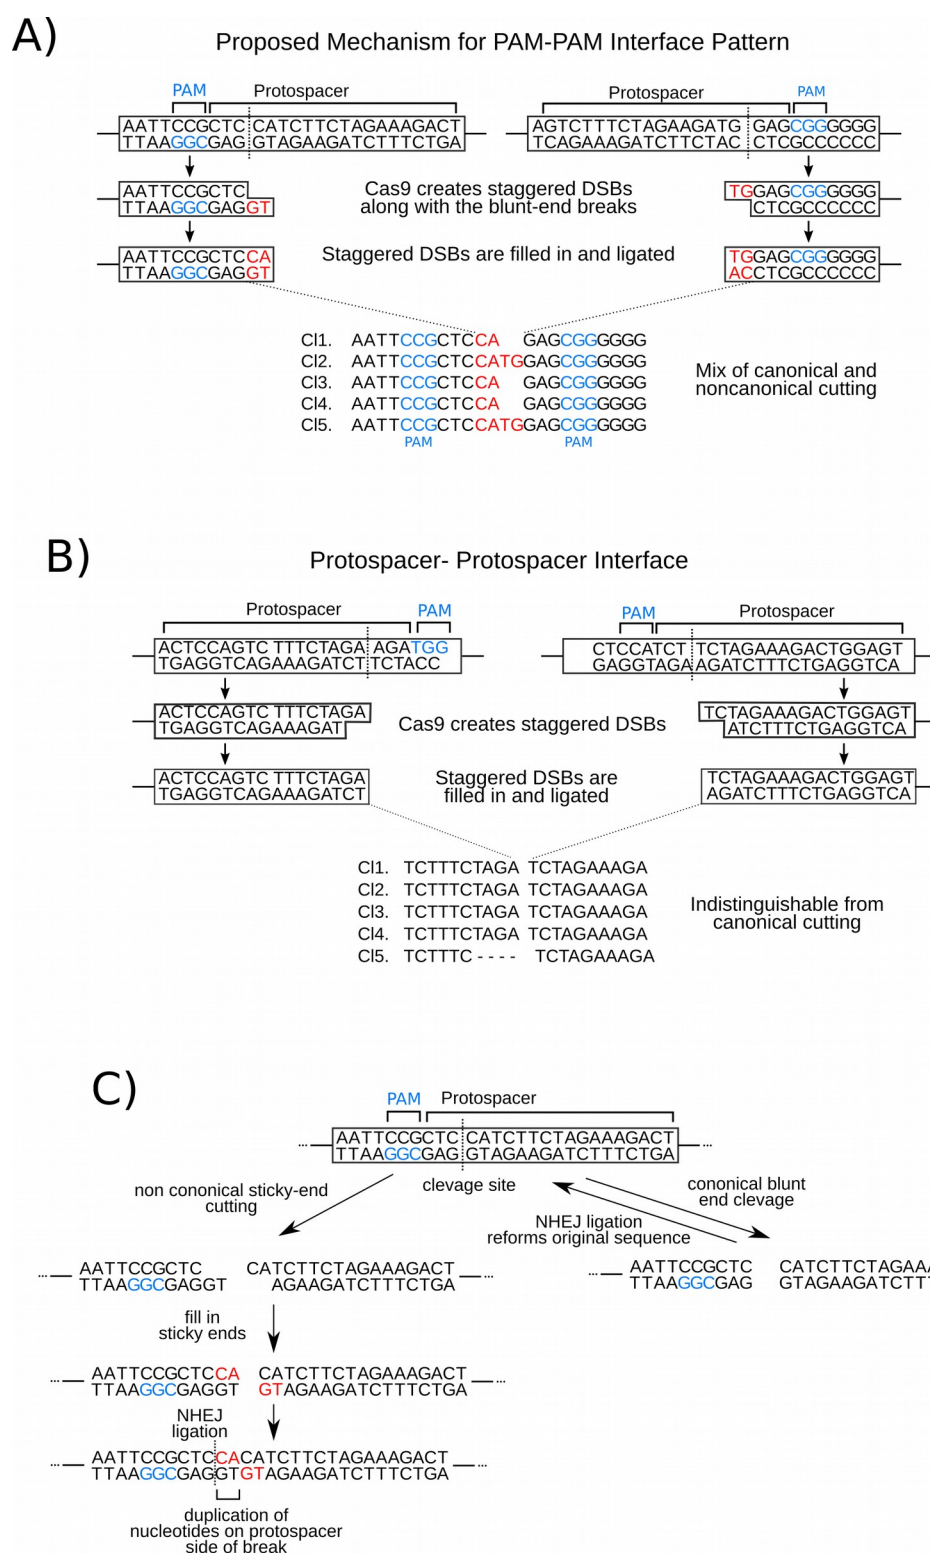 A)
Proposed Mechanism for PAM-PAM Interface Pattern
PAM Protospacer
AATTCCGCTC CATCTTCTAGAAAGACT
TTAAGGCGAG GTAGAAGATCTTTCTGA
Protospacer PAM
AGTCTTTCTAGAAGATG GAGCGGGGGG
TCAGAAAGATCTTCTAC CTCGCCCCCC
AATTCCGCTC
TTAAGGCGAGGT
Cas9 creates staggered DSBs
along with the blunt-end breaks
TGGAGCGGGGGG
CTCGCCCCCC
AATTCCGCTCCA
TTAAGGCGAGGT
Staggered DSBs are filled in and ligated
TGGAGCGGGGGG
ACCTCGCCCCCC
Cl1. AATTCCGCTCCA GAGCGGGGGG
Cl2. AATTCCGCTCCATGGAGCGGGGGG
Cl3. AATTCCGCTCCA GAGCGGGGGG
Cl4. AATTCCGCTCCA GAGCGGGGGG
Cl5. AATTCCGCTCCATGGAGCGGGGGG
PAM PAM
Mix of canonical and
noncanonical cutting
B)
Protospacer- Protospacer Interface
Protospacer PAM
ACTCCAGTC TTTCTAGA AGATGG
TGAGGTCAGAAAGATCT TCTACC
PAM Protospacer
CTCCATCT TCTAGAAAGACTGGAGT
GAGGTAGA AGATCTTTCTGAGGTCA
ACTCCAGTC TTTCTAGA
TGAGGTCAGAAAGAT
Cas9 creates staggered DSBs
TCTAGAAAGACTGGAGT
ATCTTTCTGAGGTCA
ACTCCAGTC TTTCTAGA
TGAGGTCAGAAAGATCT
Staggered DSBs are
filled in and ligated
TCTAGAAAGACTGGAGT
AGATCTTTCTGAGGTCA
Cl1. TCTTTCTAGA TCTAGAAAGA
Cl2. TCTTTCTAGA TCTAGAAAGA
Cl3. TCTTTCTAGA TCTAGAAAGA
Cl4. TCTTTCTAGA TCTAGAAAGA
Cl5. TCTTTC - - - - TCTAGAAAGA
Indistinguishable from
canonical cutting
C)
PAM Protospacer
AATTCCGCTC CATCTTCTAGAAAGACT
TTAAGGCGAG GTAGAAGATCTTTCTGA
clevage site
non cononical sticky-end
cutting
cononical blunt
end clevage
NHEJ ligation
reforms original sequence
AATTCCGCTC CATCTTCTAGAAAGACT
TTAAGGCGAGGT AGAAGATCTTTCTGA
AATTCCGCTC CATCTTCTAGAAA
TTAAGGCGAG GTAGAAGATCTT
fill in
sticky ends
AATTCCGCTCCA CATCTTCTAGAAAGACT
TTAAGGCGAGGT GTAGAAGATCTTTCTGA
NHEJ
ligation
AATTCCGCTCCACATCTTCTAGAAAGACT
TTAAGGCGAGGTGTAGAAGATCTTTCTGA
duplication of
nucleotides on protospacer
side of break